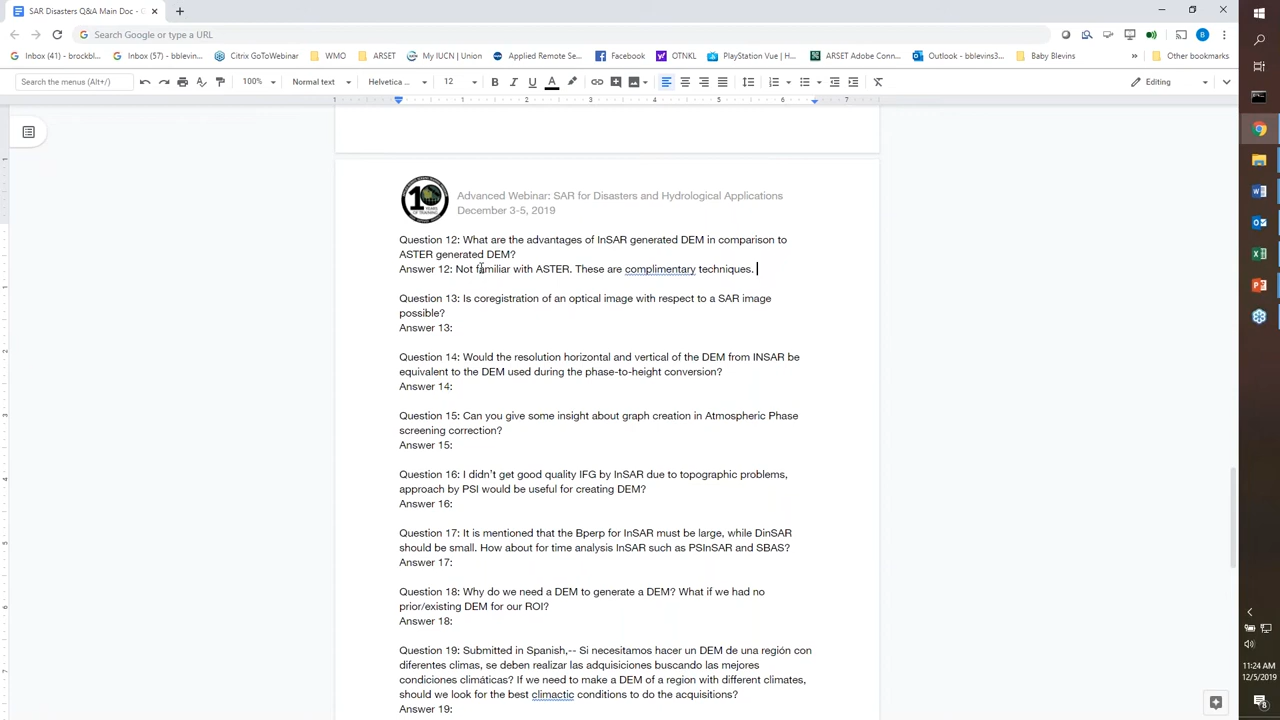 SAR Disasters Q&A Main Doc - G
Search Google or type a URL
Inbox (41) - brockbl...
Inbox (57) - bblevins...
Citrix GoToWebinar
WMO
ARSET
My IUCN | Union
Applied Remote Se...
Facebook
OTNKL
PlayStation Vue | H...
ARSET Adobe Conn...
Outlook - bblevins...
Baby Blevins
»
Other bookmarks
Search the menus (Alt+/)
100%
Normal text
Helvetica ...
12
Editing
10
YEARS OF TRAINING
Advanced Webinar: SAR for Disasters and Hydrological Applications
December 3-5, 2019
Question 12: What are the advantages of InSAR generated DEM in comparison to
ASTER generated DEM?
Answer 12: Not familiar with ASTER. These are complimentary techniques.
Question 13: Is coregistration of an optical image with respect to a SAR image
possible?
Answer 13:
Question 14: Would the resolution horizontal and vertical of the DEM from INSAR be
equivalent to the DEM used during the phase-to-height conversion?
Answer 14:
Question 15: Can you give some insight about graph creation in Atmospheric Phase
screening correction?
Answer 15:
Question 16: I didn't get good quality IFG by InSAR due to topographic problems,
approach by PSI would be useful for creating DEM?
Answer 16:
Question 17: It is mentioned that the Bperp for InSAR must be large, while DinSAR
should be small. How about for time analysis InSAR such as PSInSAR and SBAS?
Answer 17:
Question 18: Why do we need a DEM to generate a DEM? What if we had no
prior/existing DEM for our ROI?
Answer 18:
Question 19: Submitted in Spanish,-- Si necesitamos hacer un DEM de una región con
diferentes climas, se deben realizar las adquisiciones buscando las mejores
condiciones climáticas? If we need to make a DEM of a region with different climates,
should we look for the best climactic conditions to do the acquisitions?
Answer 19:
11:24 AM
12/5/2019